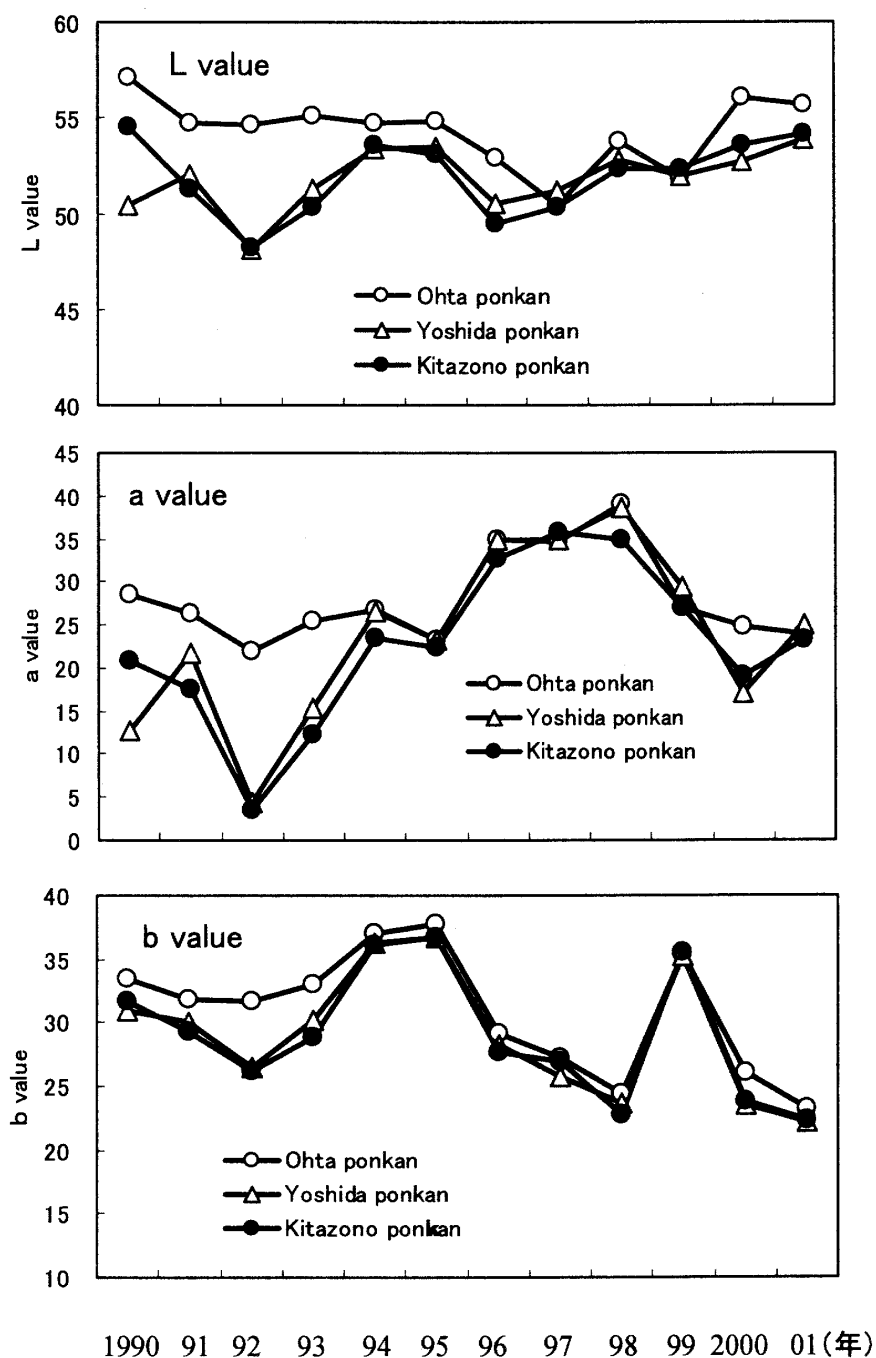 60
L value
55
50
45
40
L value
Ohta ponkan
Yoshida ponkan
Kitazono ponkan
45
a value
40
35
30
25
20
15
10
5
0
a value
Ohta ponkan
Yoshida ponkan
Kitazono ponkan
40
b value
35
30
25
20
15
10
b value
Ohta ponkan
Yoshida ponkan
Kitazono ponkan
1990 91 92 93 94 95 96 97 98 99 2000 01(年)